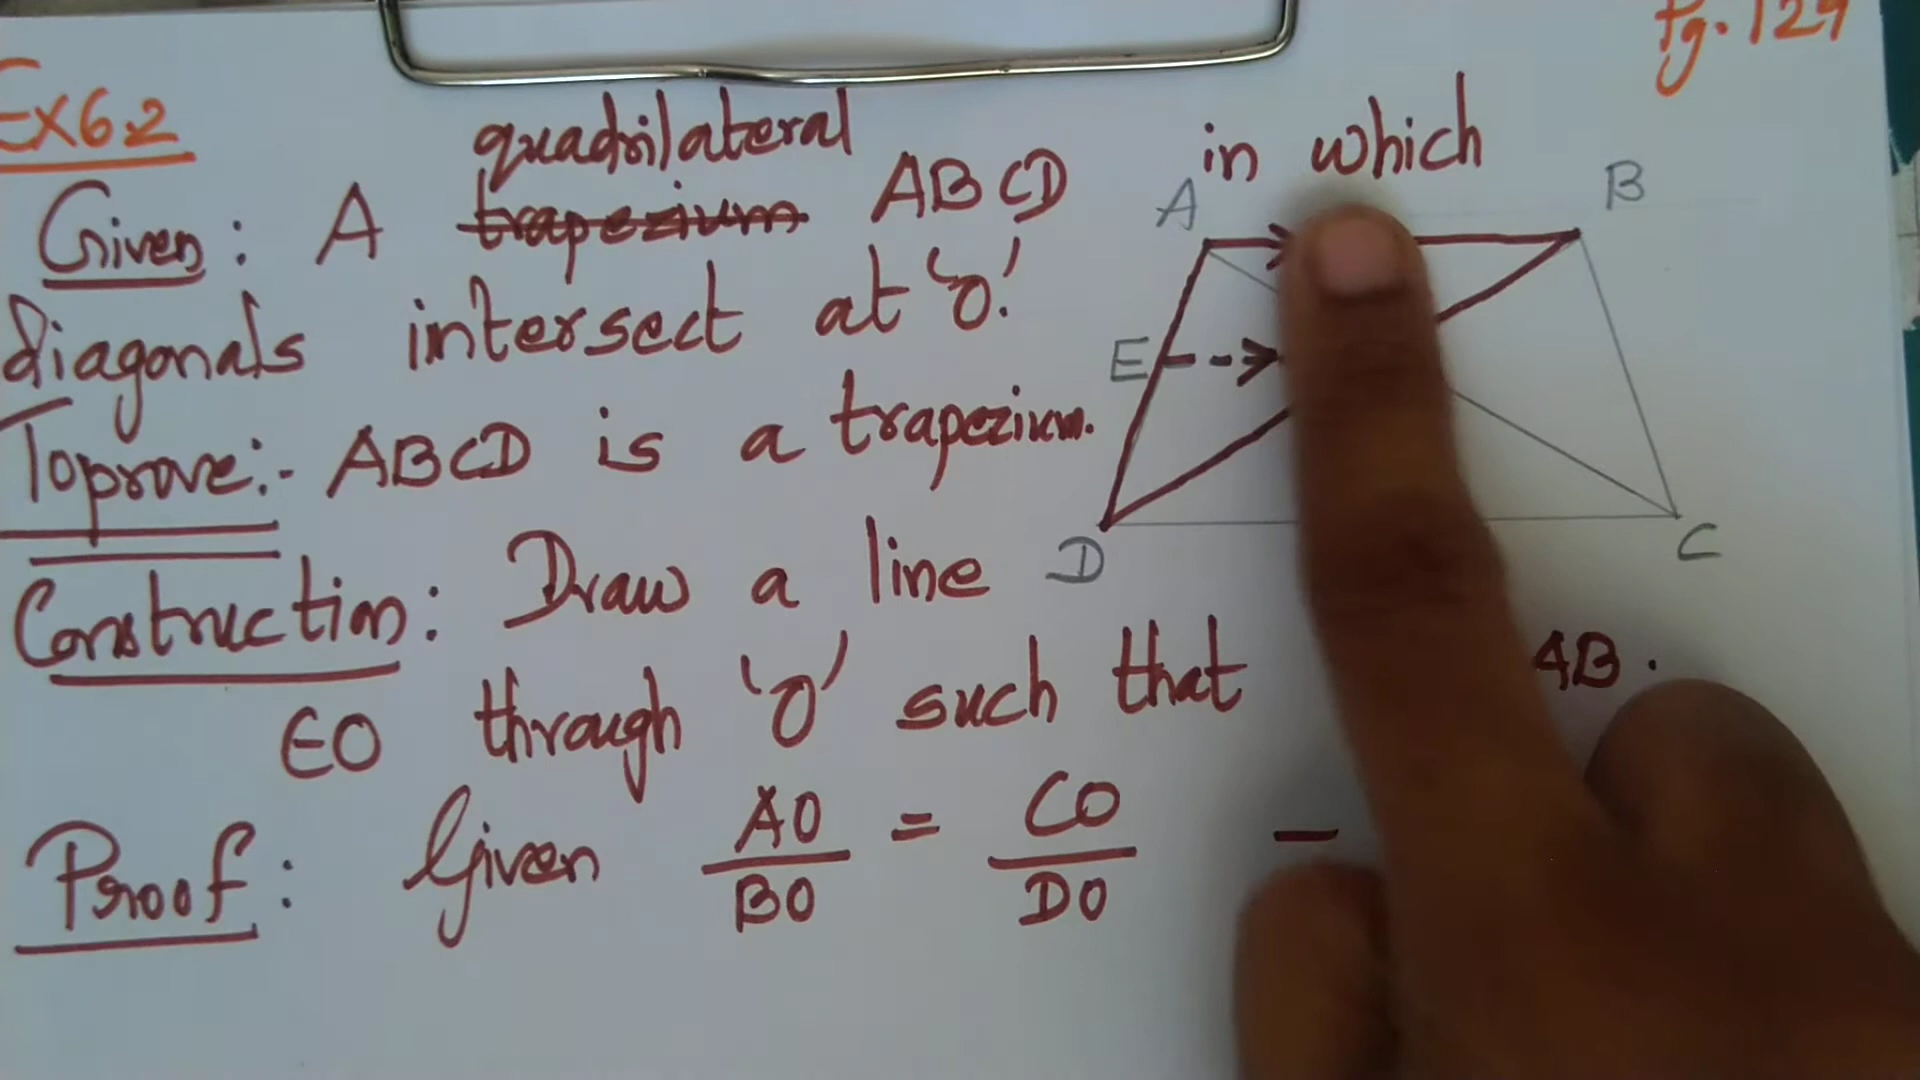 Pg. 129
Ex6.2
quadrilateral
Given: A trapezium ABCD in which
diagonals intersect at 'O'.
To prove:- ABCD is a trapezium.
Construction: Draw a line
EO through 'O' such that AB.
Proof: Given AO/BO = CO/DO –
A
B
E
D
C